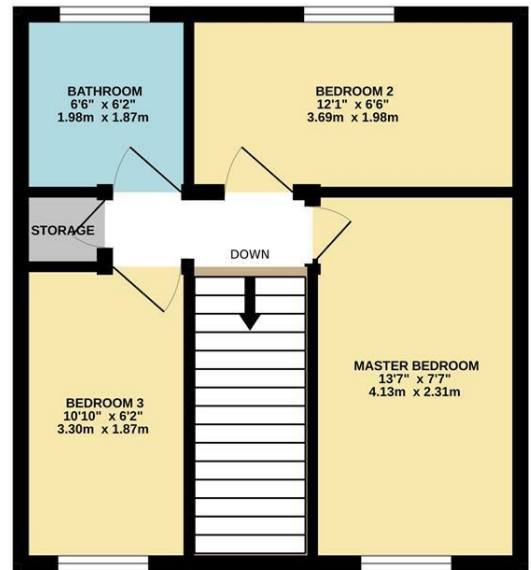 BATHROOM
6'6" x 6'2"
1.98m x 1.87m
BEDROOM 2
12'1" x 6'6"
3.69m x 1.98m
STORAGE
DOWN
MASTER BEDROOM
13'7" x 7'7"
4.13m x 2.31m
BEDROOM 3
10'10" x 6'2"
3.30m x 1.87m